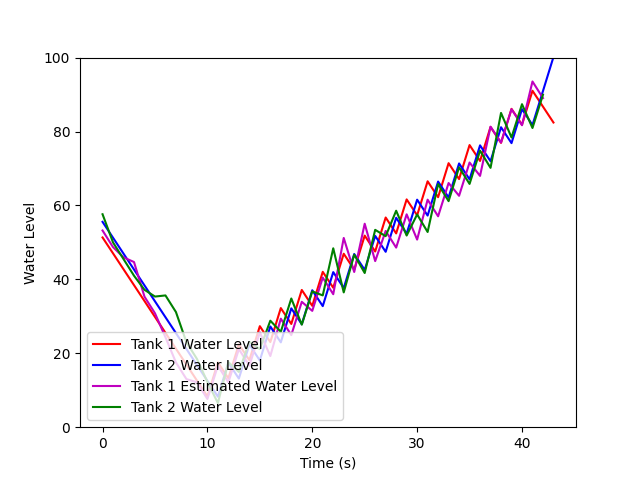 100
80
60
40
20
0
Water Level
Tank 1 Water Level
Tank 2 Water Level
Tank 1 Estimated Water Level
Tank 2 Water Level
0 10 20 30 40
Time (s)